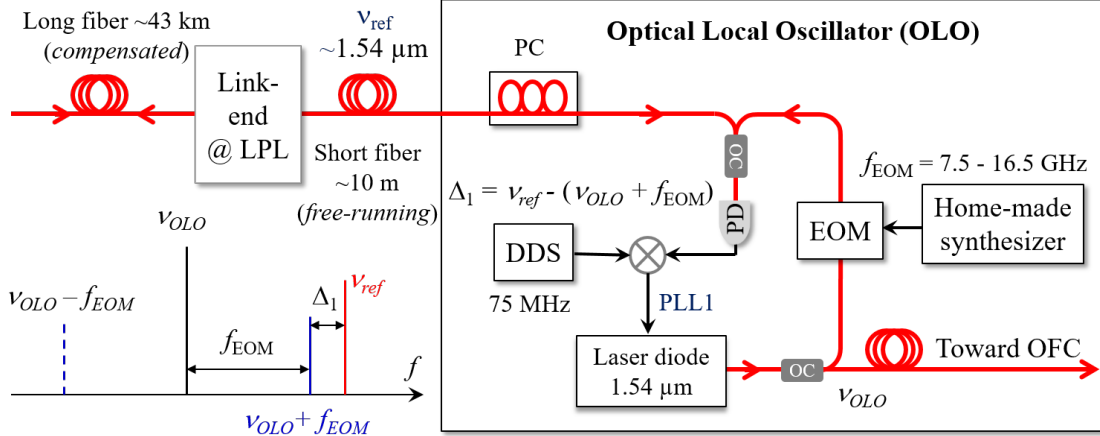 Long fiber ~43 km
(compensated)
Link-
end
@ LPL
ν_ref
~1.54 µm
Short fiber
~10 m
(free-running)
Optical Local Oscillator (OLO)
PC
OC
PD
Δ₁ = ν_ref - (ν_OLO + f_EOM)
f_EOM = 7.5 - 16.5 GHz
EOM
Home-made
synthesizer
DDS
75 MHz
PLL1
Laser diode
1.54 µm
OC
ν_OLO
Toward OFC
ν_OLO
ν_OLO – f_EOM
f_EOM
Δ₁
ν_ref
f
ν_OLO + f_EOM